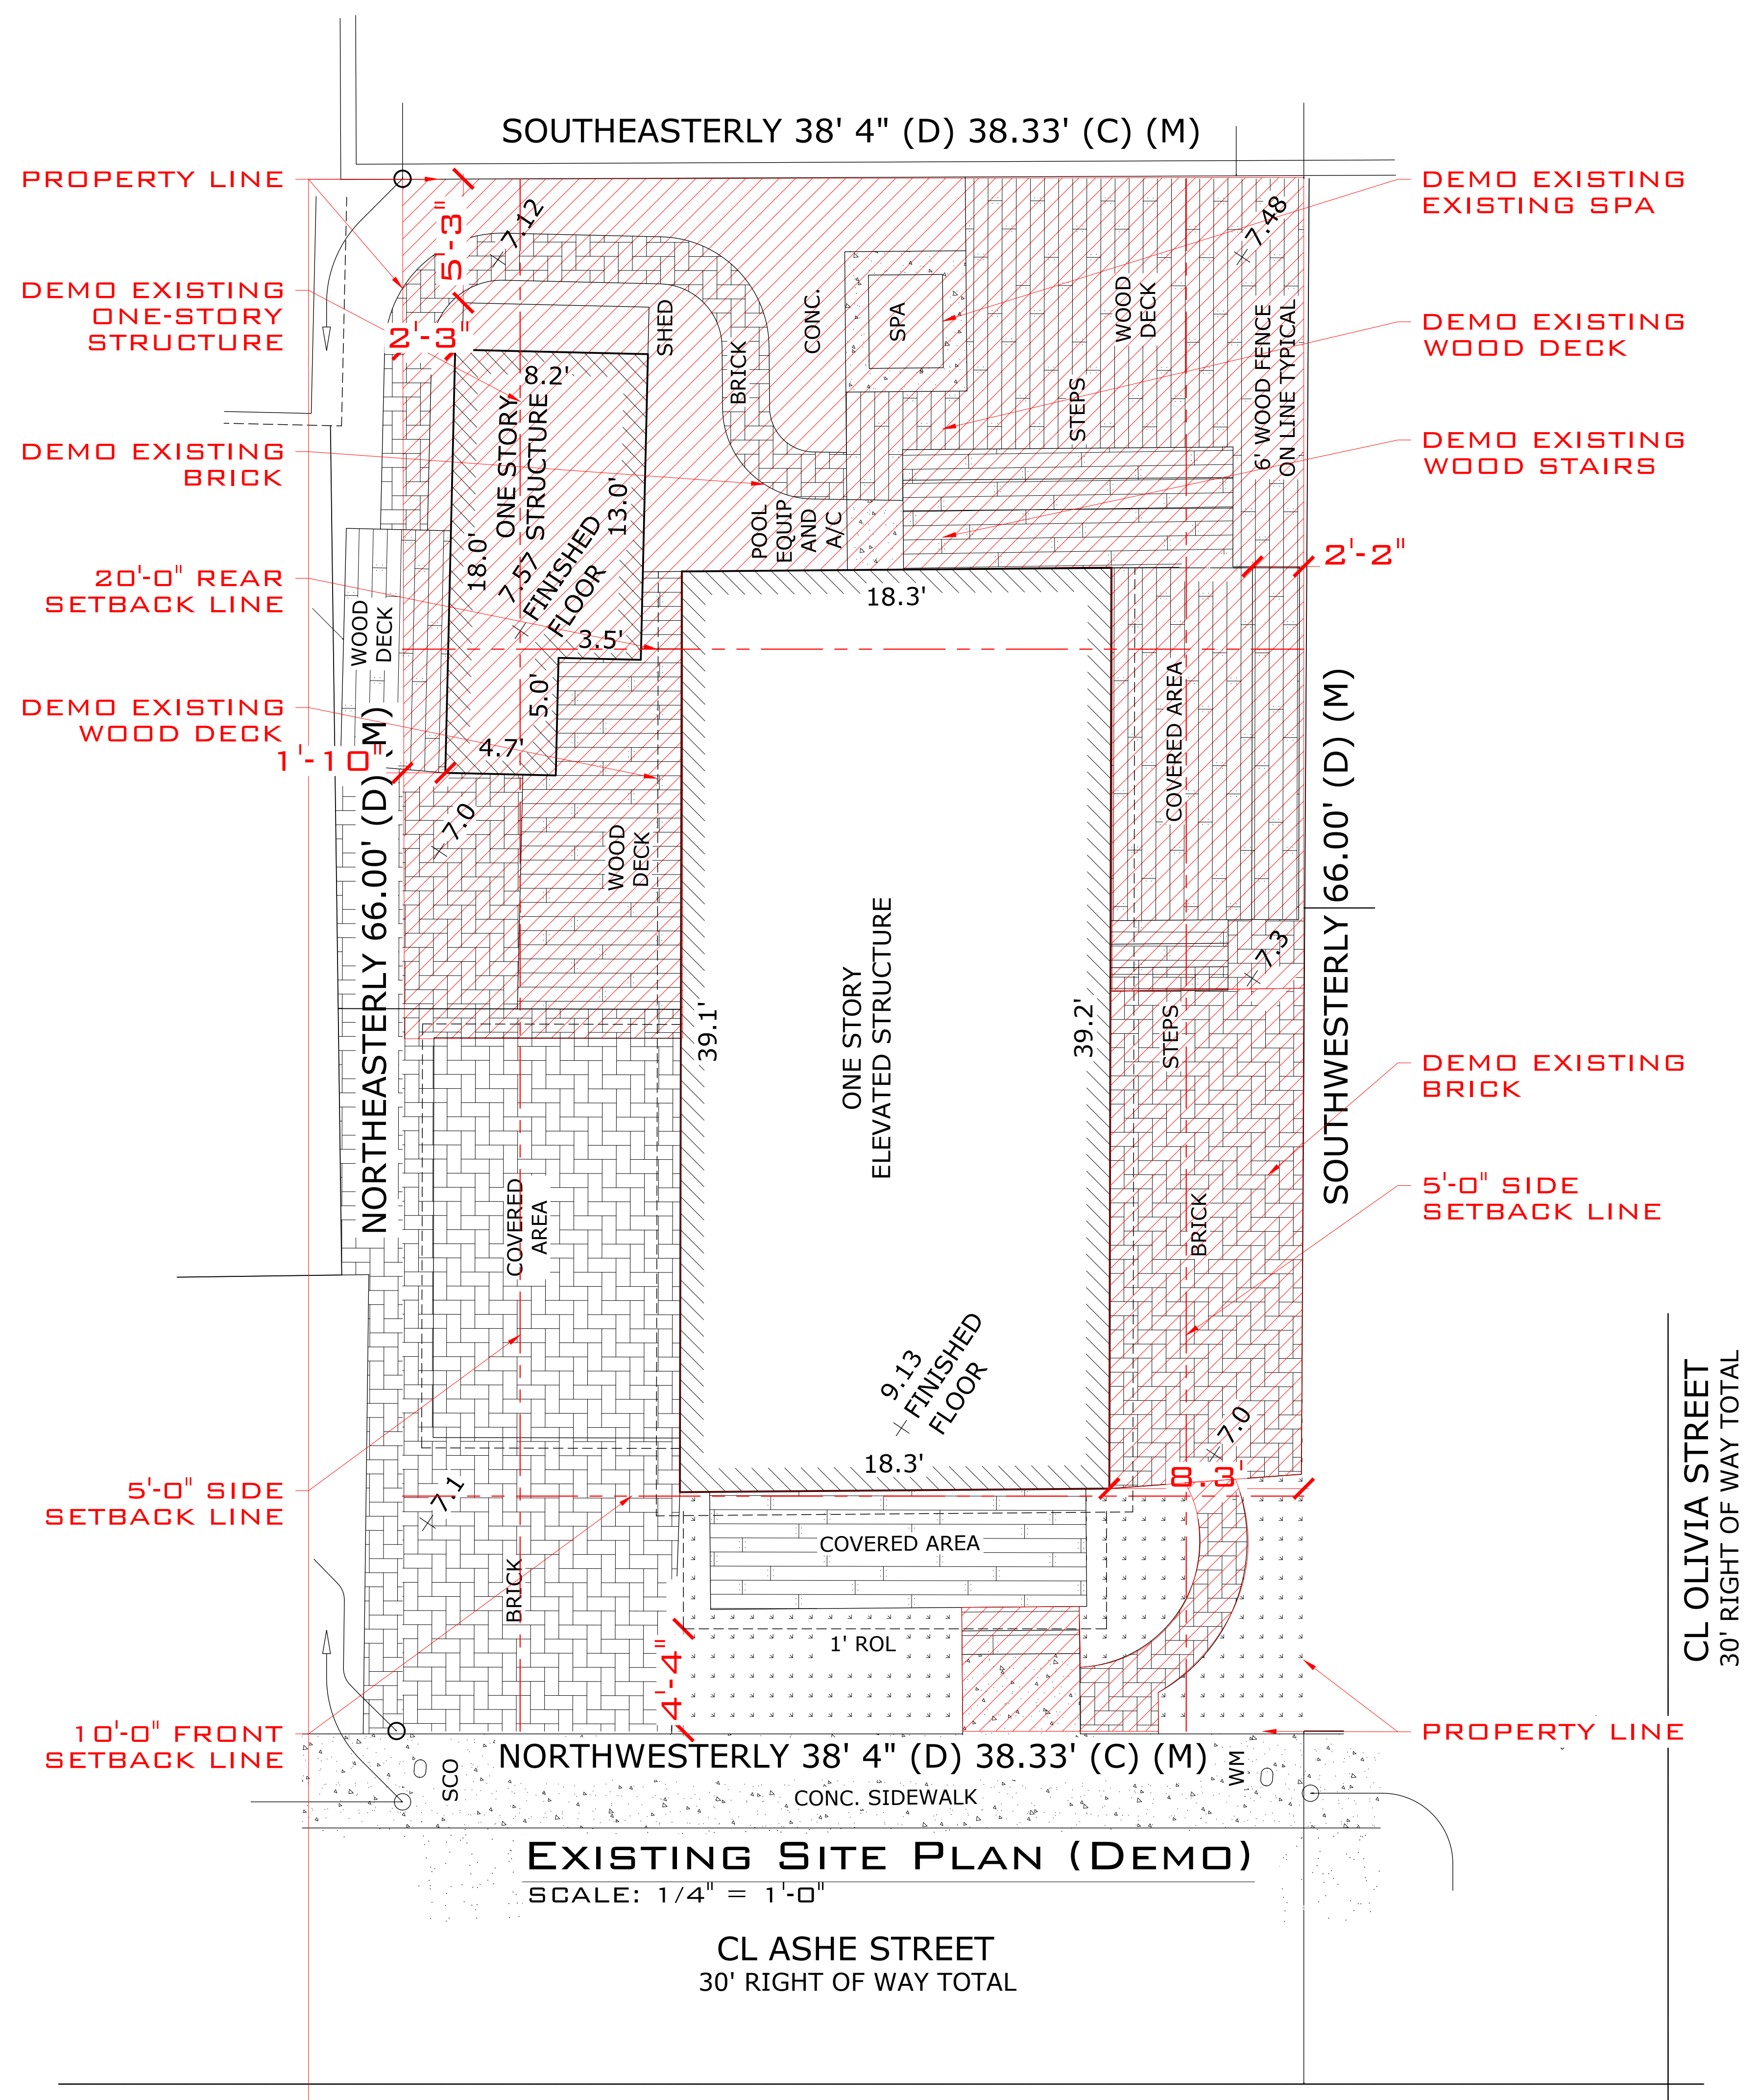 SOUTHEASTERLY 38' 4" (D) 38.33' (C) (M)
PROPERTY LINE
DEMO EXISTING
ONE-STORY
STRUCTURE
DEMO EXISTING
BRICK
20'-0" REAR
SETBACK LINE
DEMO EXISTING
WOOD DECK
5'-0" SIDE
SETBACK LINE
10'-0" FRONT
SETBACK LINE
DEMO EXISTING
EXISTING SPA
DEMO EXISTING
WOOD DECK
DEMO EXISTING
WOOD STAIRS
2'-2"
DEMO EXISTING
BRICK
5'-0" SIDE
SETBACK LINE
PROPERTY LINE
5'-3"
7.12
2'-3"
8.2'
ONE STORY
STRUCTURE
18.0'
13.0'
7.57
FINISHED
FLOOR
3.5'
5.0'
4.7'
1'-10"
SHED
BRICK
CONC.
SPA
WOOD
DECK
7.48
6' WOOD FENCE
ON LINE TYPICAL
STEPS
POOL
EQUIP
AND
A/C
18.3'
WOOD
DECK
7.0
WOOD
DECK
COVERED AREA
NORTHEASTERLY 66.00' (D) (M)
SOUTHWESTERLY 66.00' (D) (M)
39.1'
ONE STORY
ELEVATED STRUCTURE
39.2'
7.3
STEPS
BRICK
COVERED
AREA
9.13
FINISHED
FLOOR
18.3'
7.0
8.3'
7.1
BRICK
COVERED AREA
1' ROL
4'-4"
SCO
NORTHWESTERLY 38' 4" (D) 38.33' (C) (M)
WM
CONC. SIDEWALK
EXISTING SITE PLAN (DEMO)
SCALE: 1/4" = 1'-0"
CL ASHE STREET
30' RIGHT OF WAY TOTAL
CL OLIVIA STREET
30' RIGHT OF WAY TOTAL